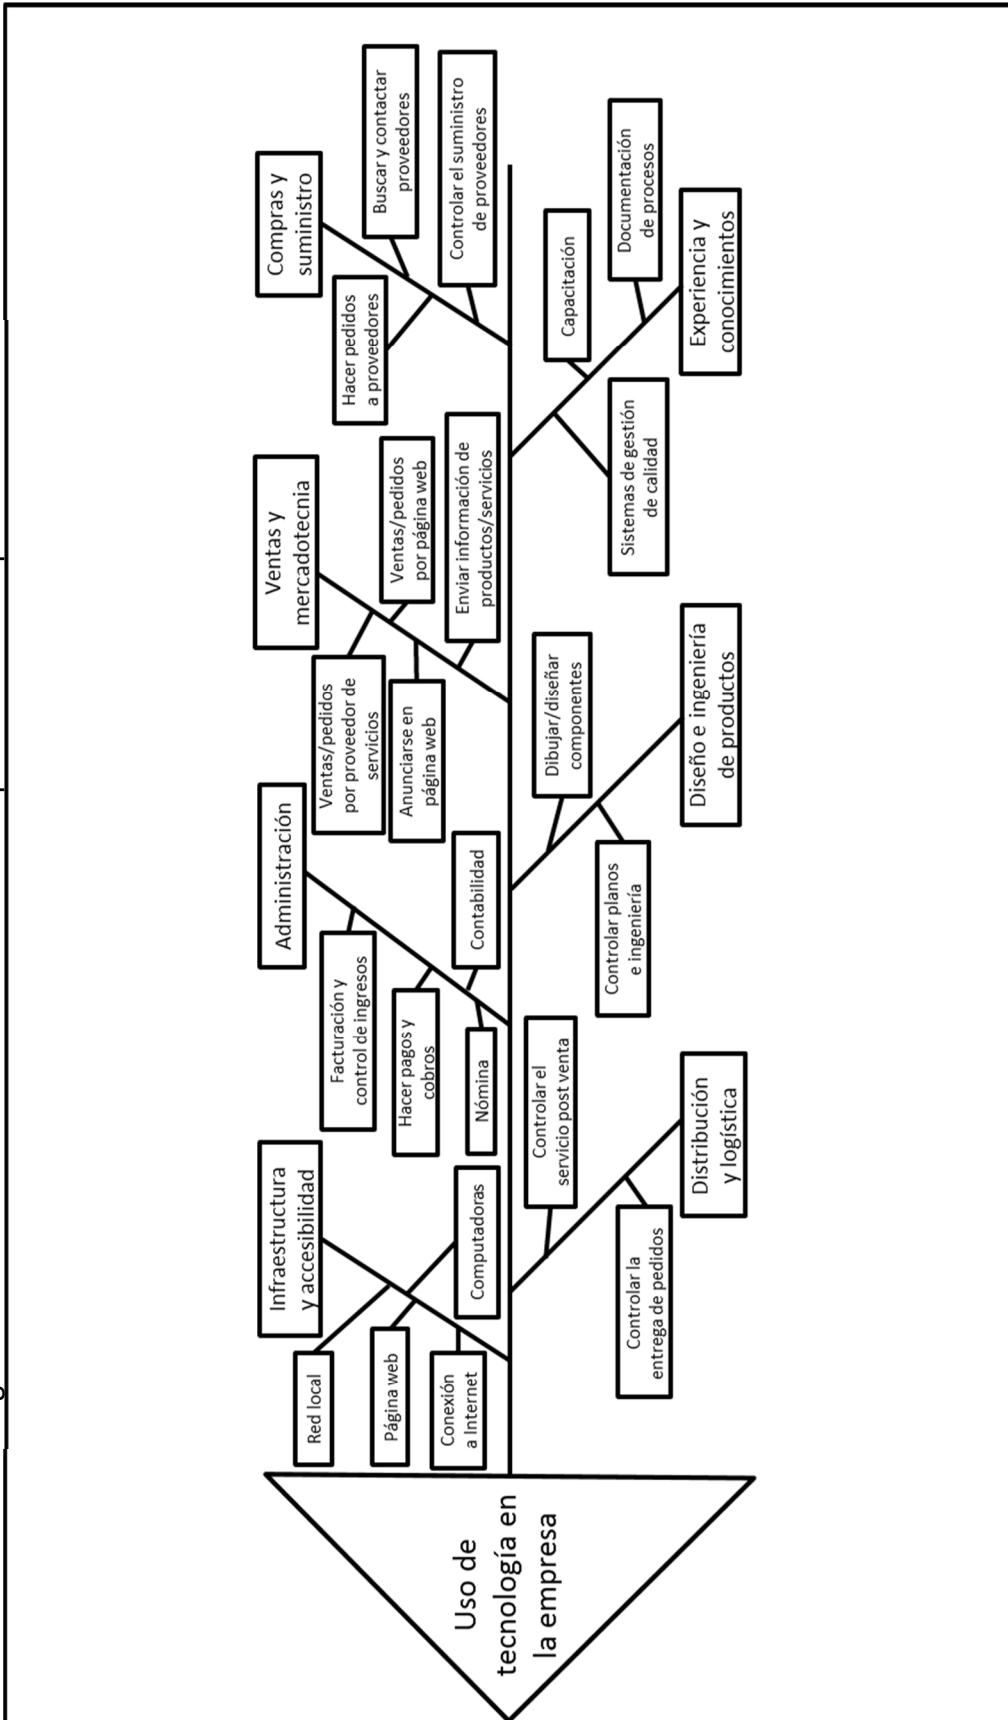 Uso de
tecnología en
la empresa
Infraestructura
y accesibilidad
Red local
Página web
Conexión
a Internet
Computadoras
Administración
Facturación y
control de ingresos
Hacer pagos y
cobros
Nómina
Contabilidad
Ventas y
mercadotecnia
Ventas/pedidos
por proveedor de
servicios
Anunciarse en
página web
Ventas/pedidos
por página web
Enviar información de
productos/servicios
Compras y
suministro
Hacer pedidos
a proveedores
Buscar y contactar
proveedores
Controlar el suministro
de proveedores
Distribución
y logística
Controlar la
entrega de pedidos
Controlar el
servicio post venta
Diseño e ingeniería
de productos
Controlar planos
e ingeniería
Dibujar/diseñar
componentes
Experiencia y
conocimientos
Sistemas de gestión
de calidad
Capacitación
Documentación
de procesos